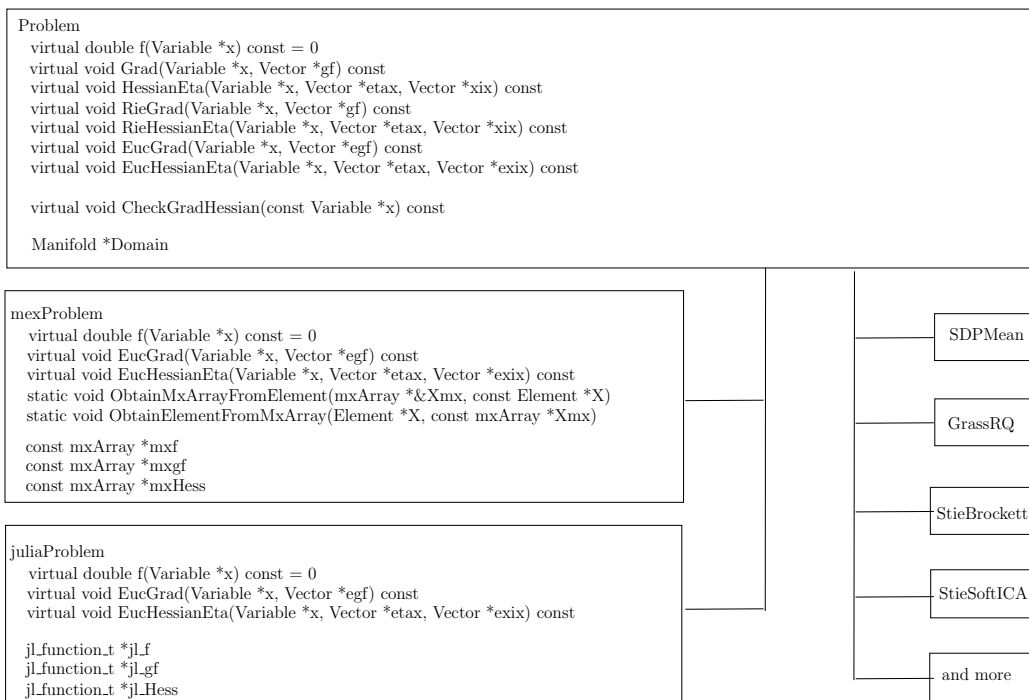 Problem
virtual double f(Variable *x) const = 0
virtual void Grad(Variable *x, Vector *gf) const
virtual void HessianEta(Variable *x, Vector *etax, Vector *xix) const
virtual void RieGrad(Variable *x, Vector *gf) const
virtual void RieHessianEta(Variable *x, Vector *etax, Vector *xix) const
virtual void EucGrad(Variable *x, Vector *egf) const
virtual void EucHessianEta(Variable *x, Vector *etax, Vector *exix) const
virtual void CheckGradHessian(const Variable *x) const
Manifold *Domain
mexProblem
virtual double f(Variable *x) const = 0
virtual void EucGrad(Variable *x, Vector *egf) const
virtual void EucHessianEta(Variable *x, Vector *etax, Vector *exix) const
static void ObtainMxArrayFromElement(mxArray *&Xmx, const Element *X)
static void ObtainElementFromMxArray(Element *X, const mxArray *Xmx)
const mxArray *mxf
const mxArray *mxgf
const mxArray *mxHess
juliaProblem
virtual double f(Variable *x) const = 0
virtual void EucGrad(Variable *x, Vector *egf) const
virtual void EucHessianEta(Variable *x, Vector *etax, Vector *exix) const
jl_function_t *jl_f
jl_function_t *jl_gf
jl_function_t *jl_Hess
SDPMean
GrassRQ
StieBrockett
StieSoftICA
and more